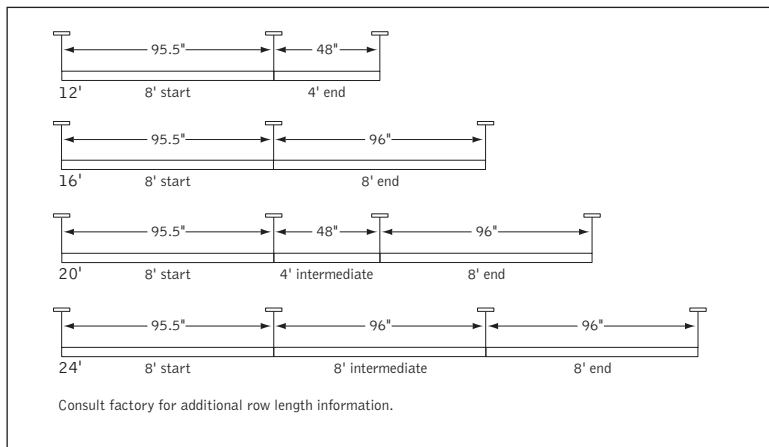 95.5" 48"
12' 8' start 4' end
95.5" 96"
16' 8' start 8' end
95.5" 48" 96"
20' 8' start 4' intermediate 8' end
95.5" 96" 96"
24' 8' start 8' intermediate 8' end
Consult factory for additional row length information.